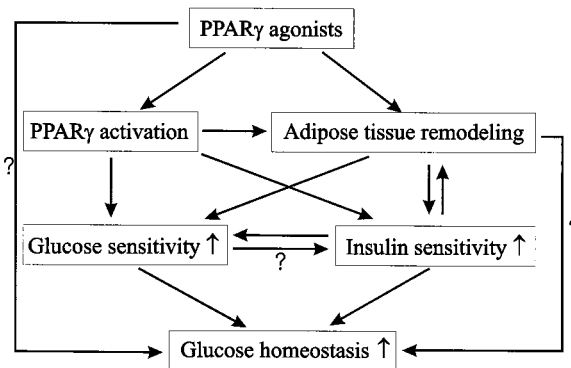 PPARγ agonists
PPARγ activation
Adipose tissue remodeling
?
Glucose sensitivity ↑
Insulin sensitivity ↑
?
Glucose homeostasis ↑